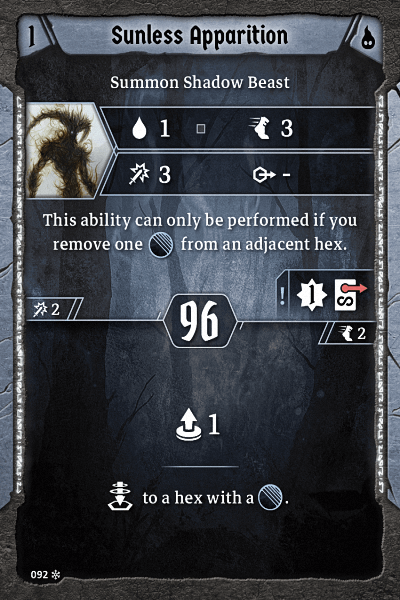 1 Sunless Apparition
Summon Shadow Beast
1 3
3 -
This ability can only be performed if you
remove one from an adjacent hex.
! 1 S
2
96
2
1
to a hex with a .
092